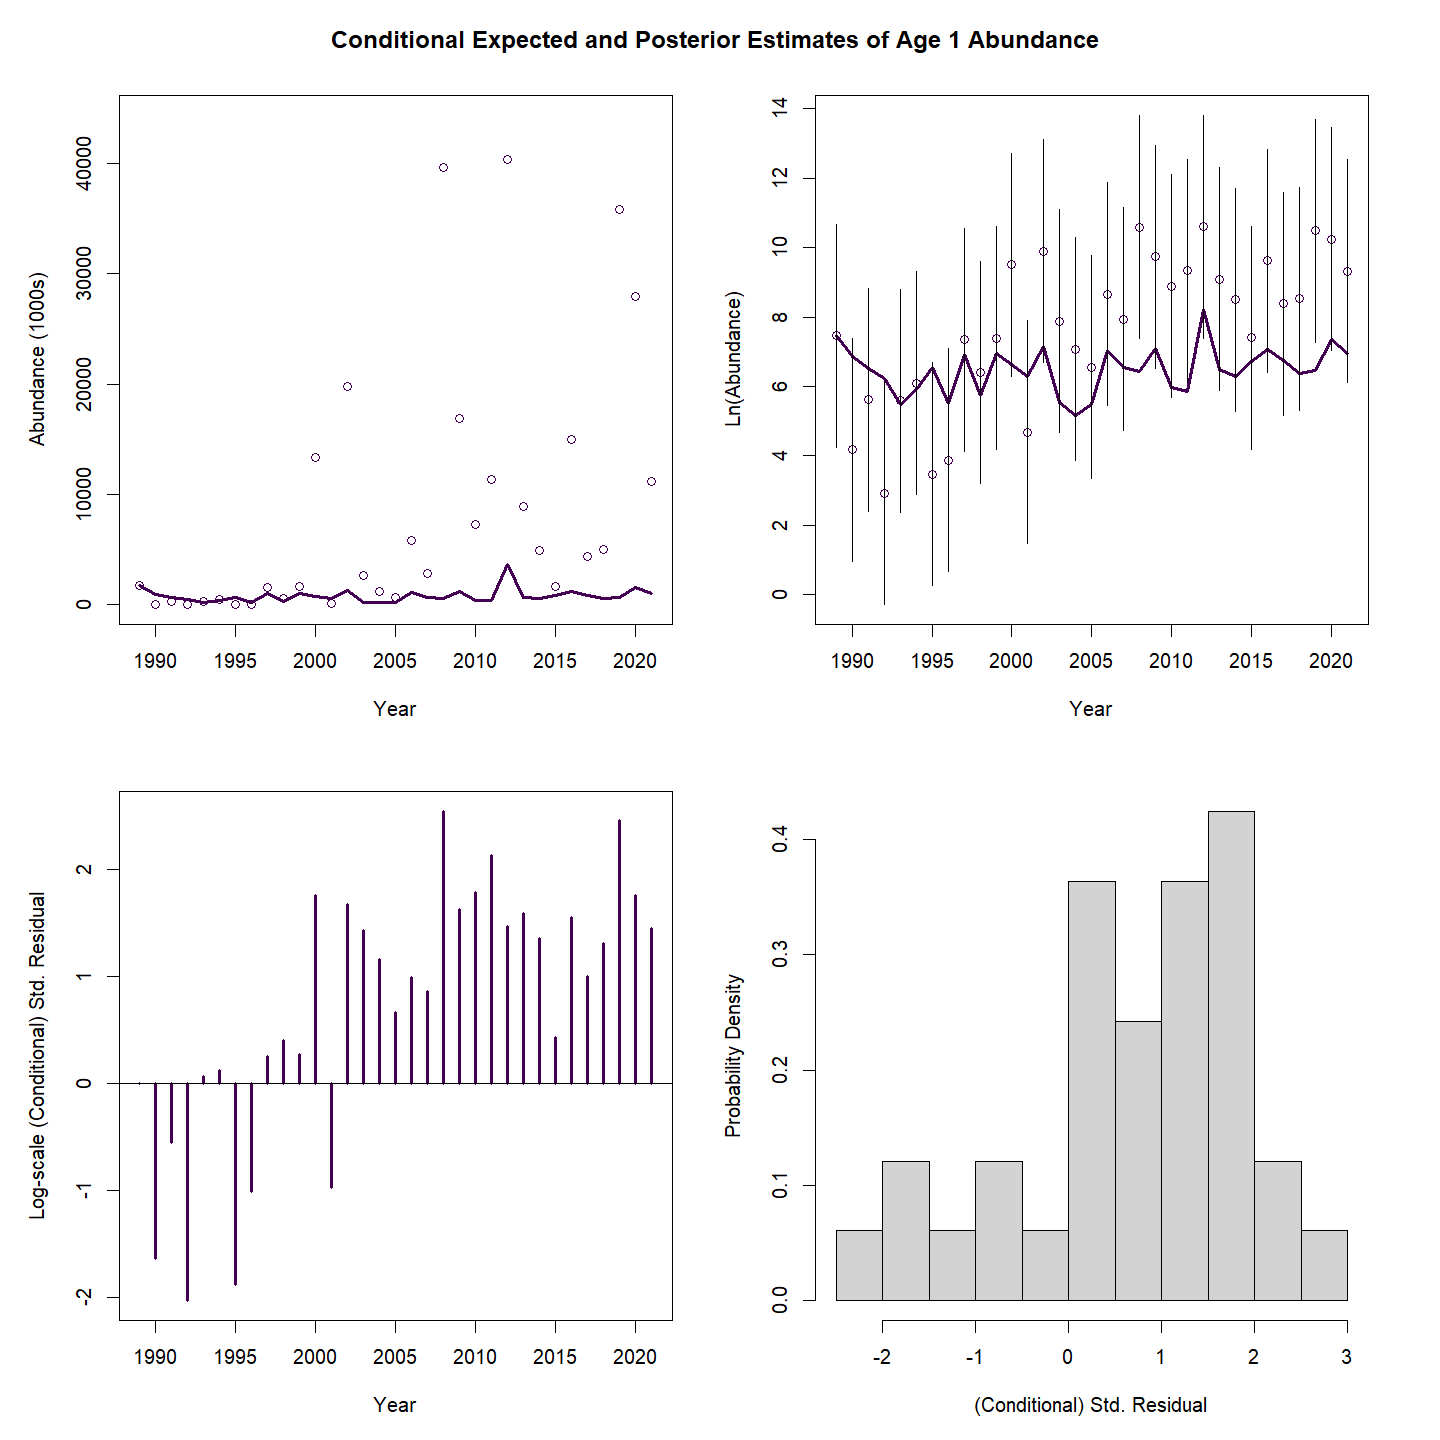 Conditional Expected and Posterior Estimates of Age 1 Abundance
Abundance (1000s)
40000
30000
20000
10000
0
1990 1995 2000 2005 2010 2015 2020
Year
Ln(Abundance)
14
12
10
8
6
4
2
0
1990 1995 2000 2005 2010 2015 2020
Year
Log-scale (Conditional) Std. Residual
2
1
0
-1
-2
1990 1995 2000 2005 2010 2015 2020
Year
Probability Density
0.4
0.3
0.2
0.1
0.0
-2 -1 0 1 2 3
(Conditional) Std. Residual